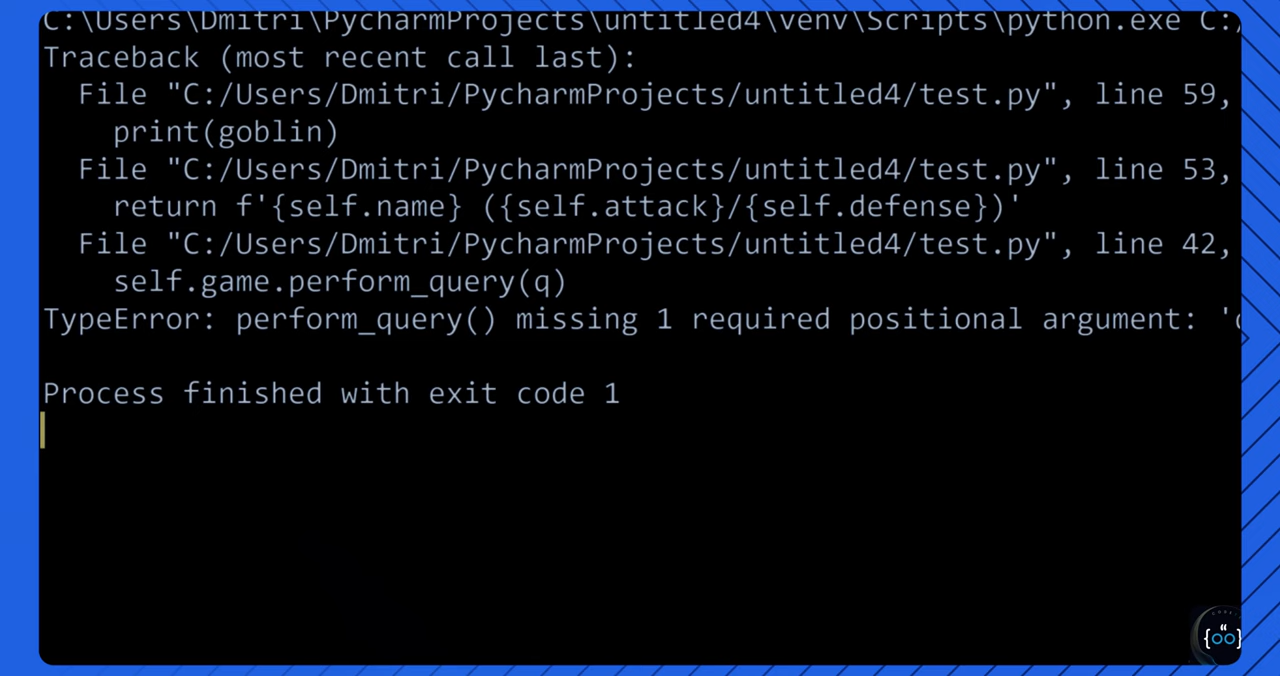 C:\Users\Dmitri\PycharmProjects\untitled4\venv\Scripts\python.exe C:/
Traceback (most recent call last):
  File "C:/Users/Dmitri/PycharmProjects/untitled4/test.py", line 59,
    print(goblin)
  File "C:/Users/Dmitri/PycharmProjects/untitled4/test.py", line 53,
    return f'{self.name} ({self.attack}/{self.defense})'
  File "C:/Users/Dmitri/PycharmProjects/untitled4/test.py", line 42,
    self.game.perform_query(q)
TypeError: perform_query() missing 1 required positional argument: '
Process finished with exit code 1